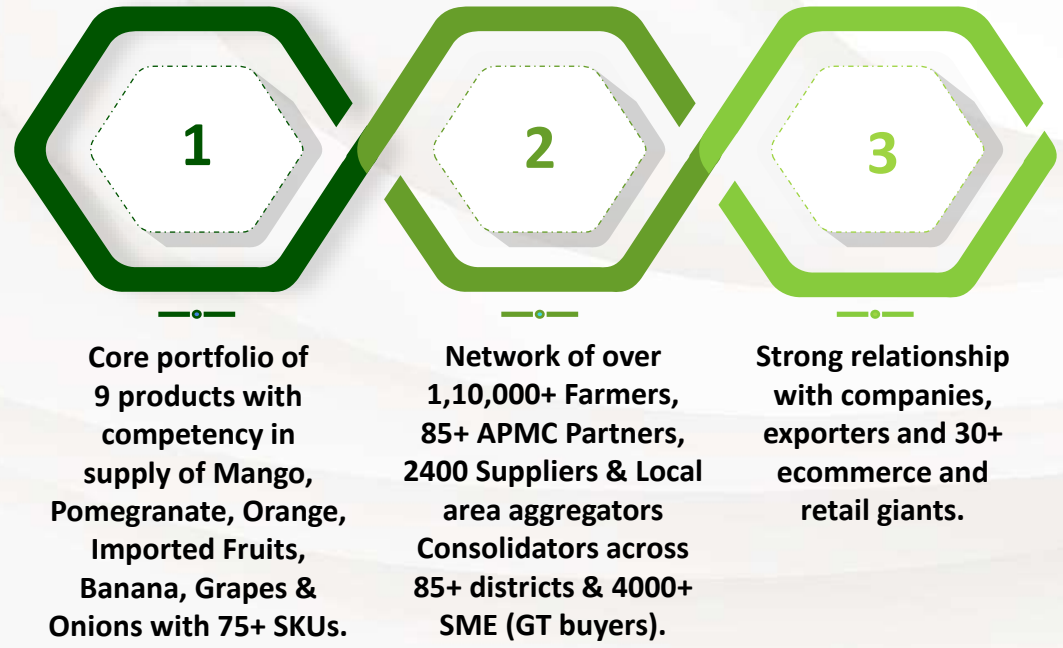 1
Core portfolio of
9 products with
competency in
supply of Mango,
Pomegranate, Orange,
Imported Fruits,
Banana, Grapes &
Onions with 75+ SKUs.
2
Network of over
1,10,000+ Farmers,
85+ APMC Partners,
2400 Suppliers & Local
area aggregators
Consolidators across
85+ districts & 4000+
SME (GT buyers).
3
Strong relationship
with companies,
exporters and 30+
ecommerce and
retail giants.